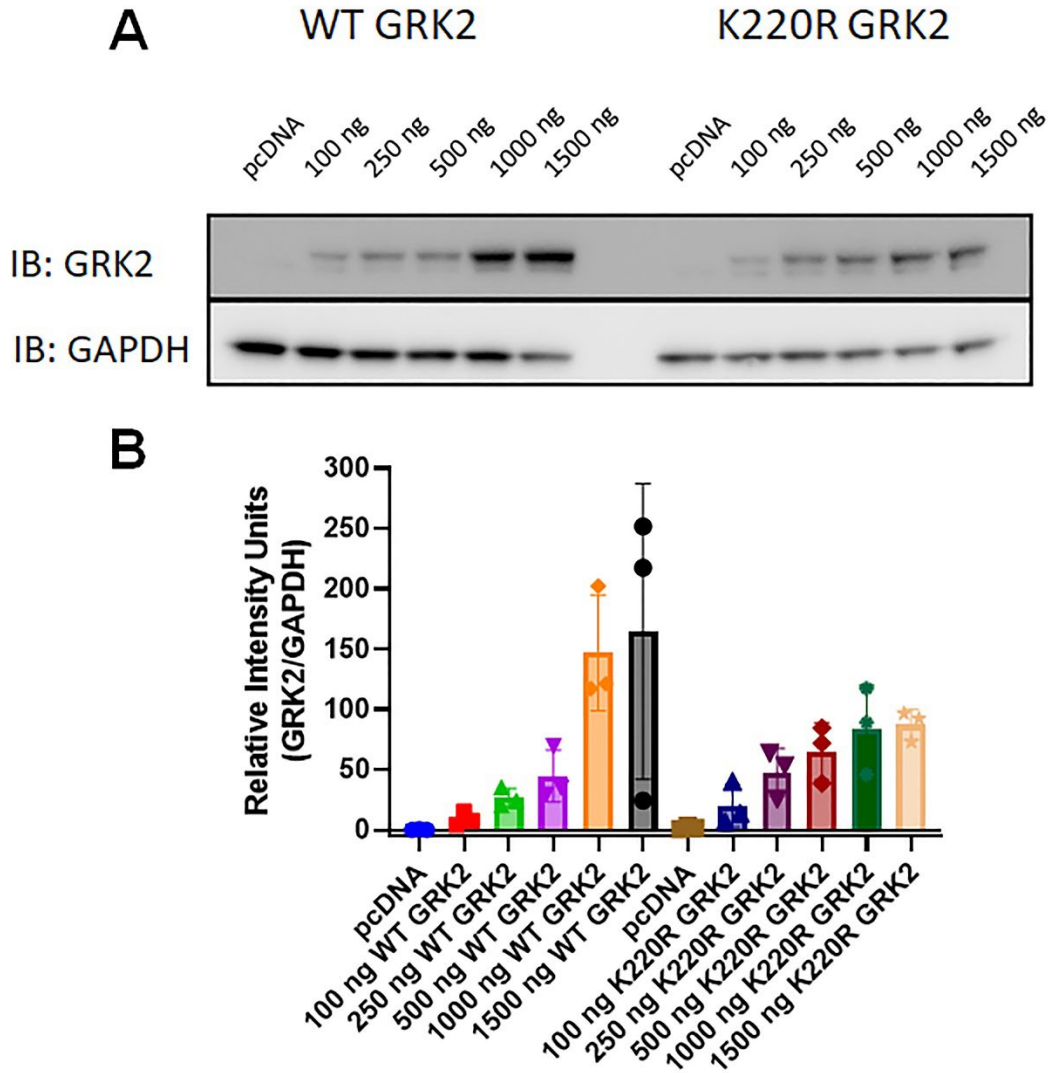 A
WT GRK2
K220R GRK2
pcDNA
100 ng
250 ng
500 ng
1000 ng
1500 ng
pcDNA
100 ng
250 ng
500 ng
1000 ng
1500 ng
IB: GRK2
IB: GAPDH
B
Relative Intensity Units
(GRK2/GAPDH)
300
250
200
150
100
50
0
pcDNA
100 ng WT GRK2
250 ng WT GRK2
500 ng WT GRK2
1000 ng WT GRK2
1500 ng WT GRK2
pcDNA
100 ng K220R GRK2
250 ng K220R GRK2
500 ng K220R GRK2
1000 ng K220R GRK2
1500 ng K220R GRK2